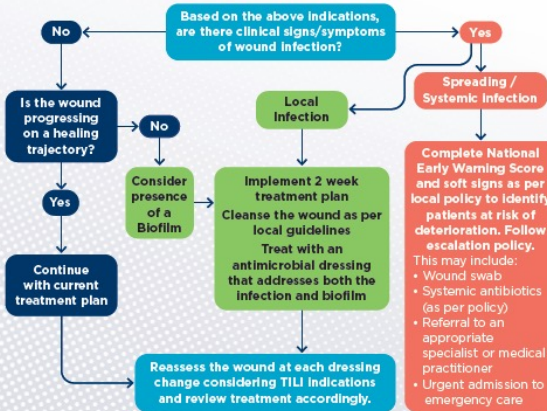 Based on the above indications,
are there clinical signs/symptoms
of wound infection?
No
Yes
Is the wound
progressing
on a healing
trajectory?
No
Yes
Local
Infection
Spreading /
Systemic Infection
Consider
presence
of a
Biofilm
Implement 2 week
treatment plan
Cleanse the wound as per
local guidelines
Treat with an
antimicrobial dressing
that addresses both the
infection and biofilm
Complete National
Early Warning Score
and soft signs as per
local policy to identify
patients at risk of
deterioration. Follow
escalation policy.
This may include:
• Wound swab
• Systemic antibiotics
(as per policy)
• Referral to an
appropriate
specialist or medical
practitioner
• Urgent admission to
emergency care
Continue
with current
treatment plan
Reassess the wound at each dressing
change considering TILI indications
and review treatment accordingly.